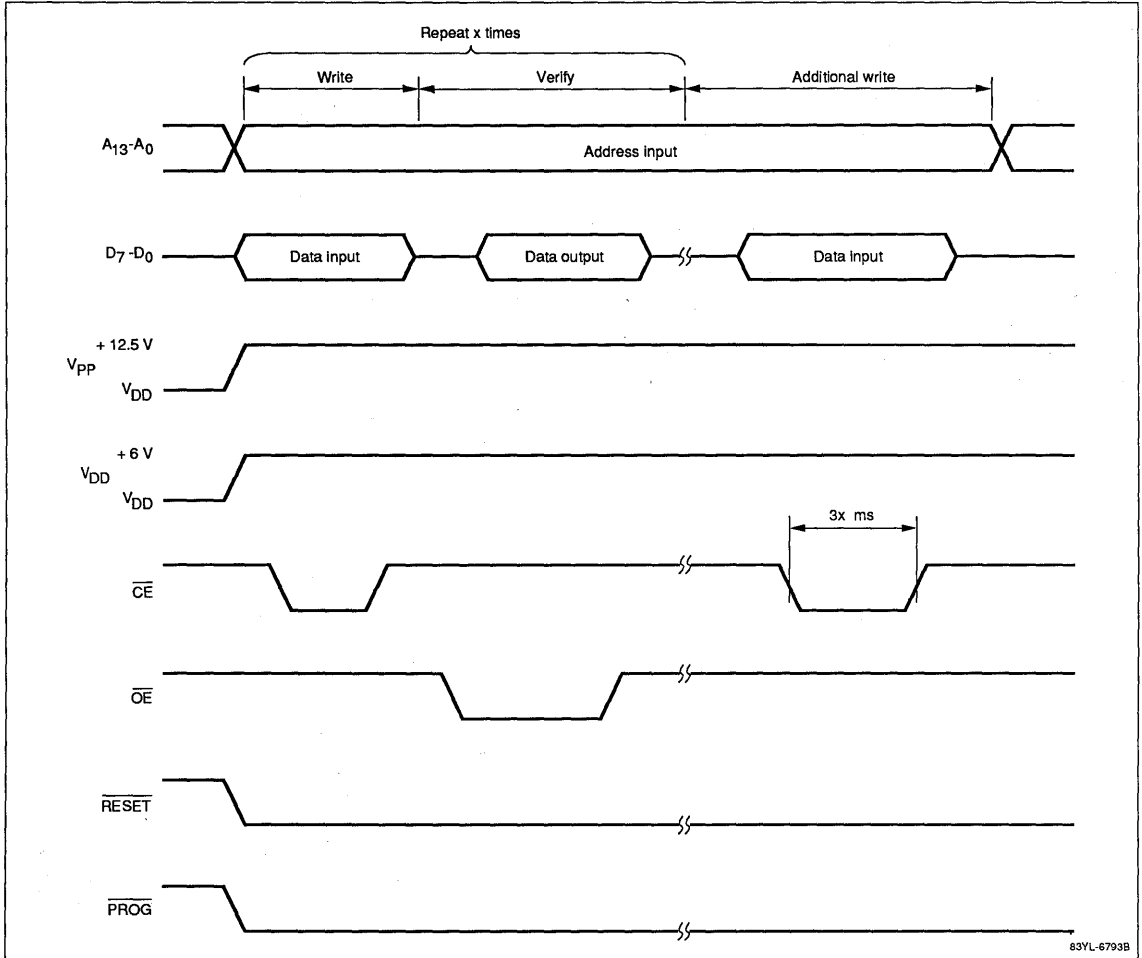 Repeat x times
Write Verify Additional write
A13-A0 Address input
D7-D0 Data input Data output Data input
+ 12.5 V
VPP
VDD
+ 6 V
VDD
VDD
3x ms
CE
OE
RESET
PROG
83YL-6793B